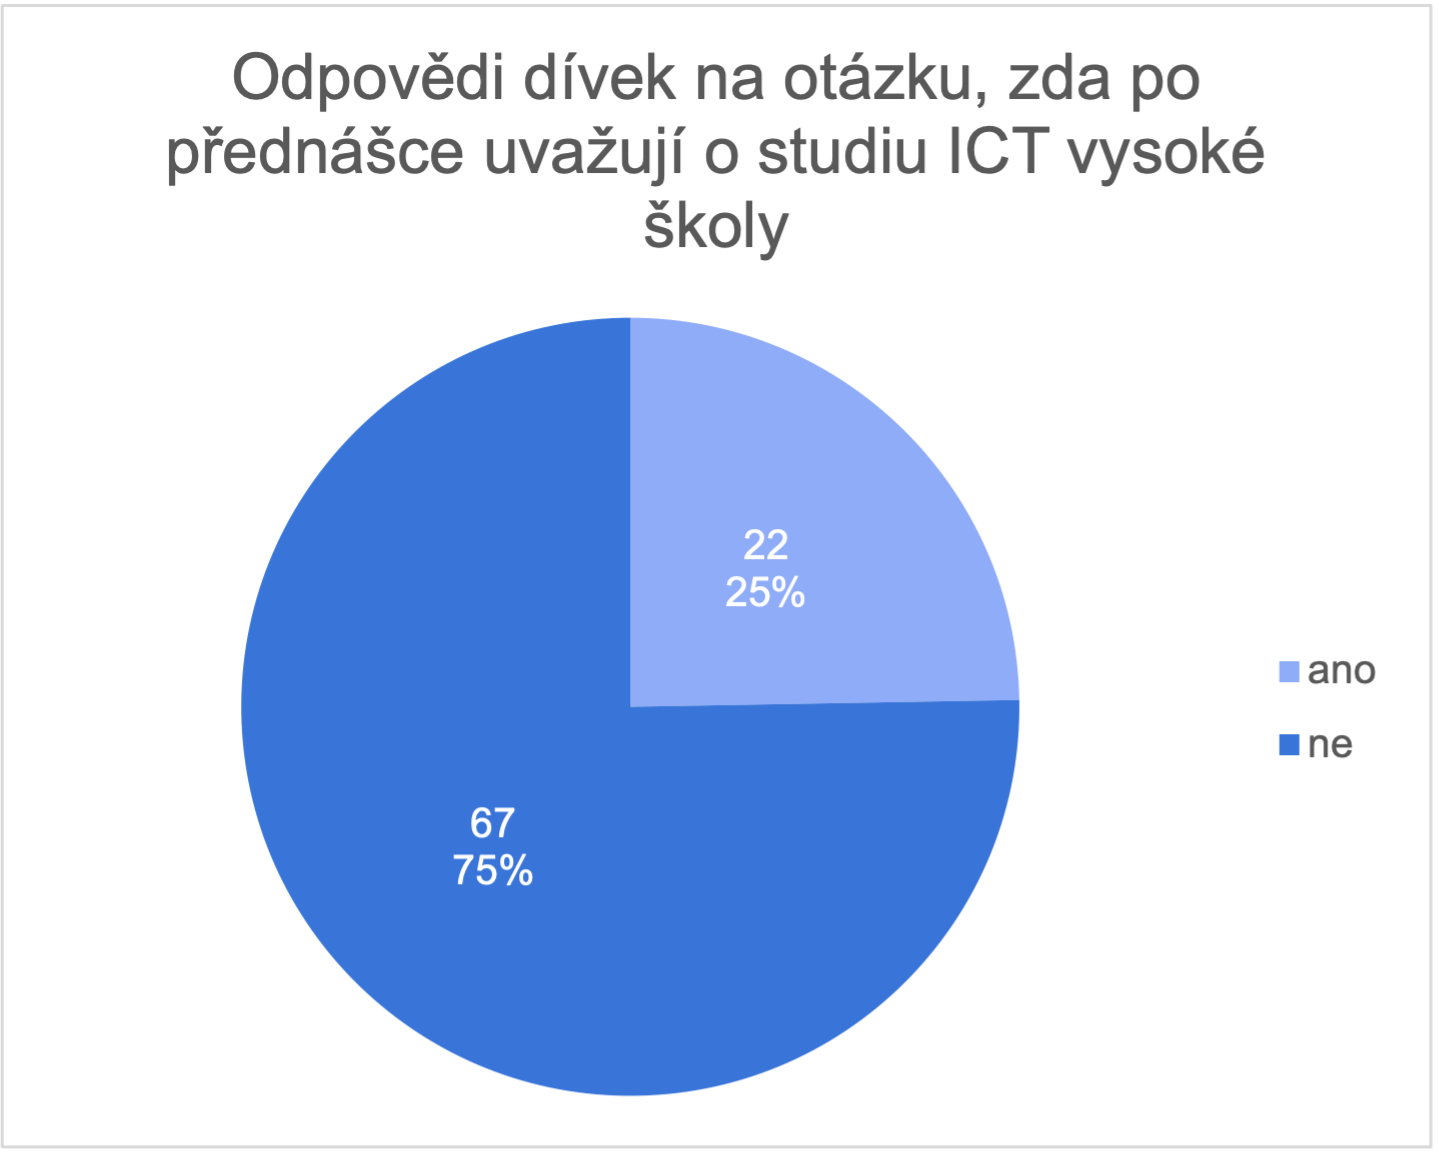 Odpovědi dívek na otázku, zda po
přednášce uvažují o studiu ICT vysoké
školy
22
25%
67
75%
ano
ne